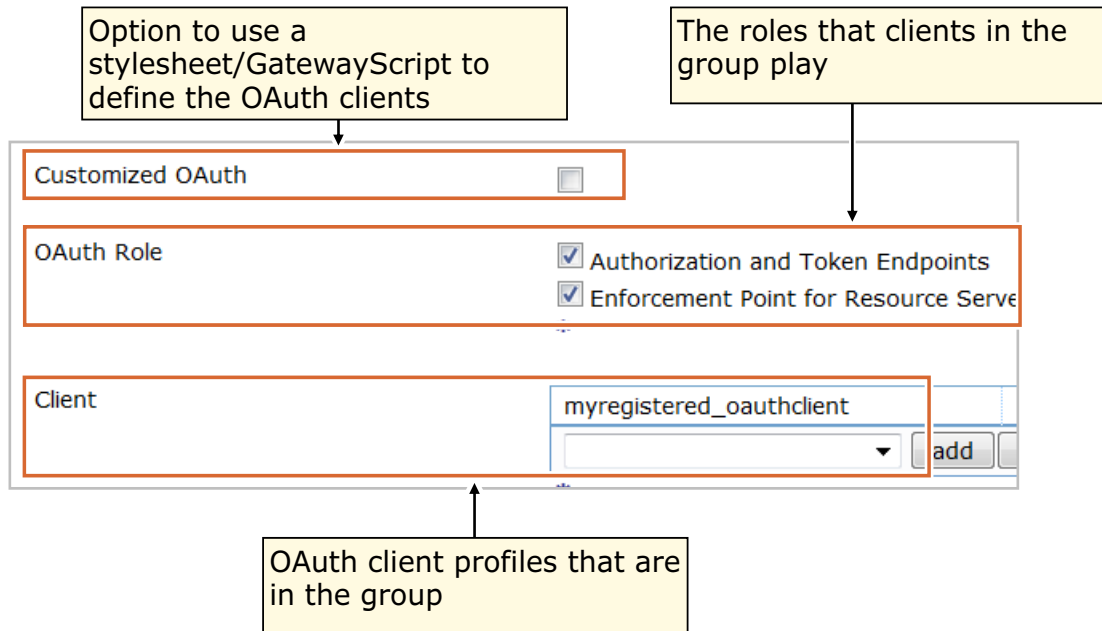 Option to use a
stylesheet/GatewayScript to
define the OAuth clients
The roles that clients in the
group play
Customized OAuth
OAuth Role
Authorization and Token Endpoints
Enforcement Point for Resource Serve
*
Client
myregistered_oauthclient
add
*
OAuth client profiles that are
in the group